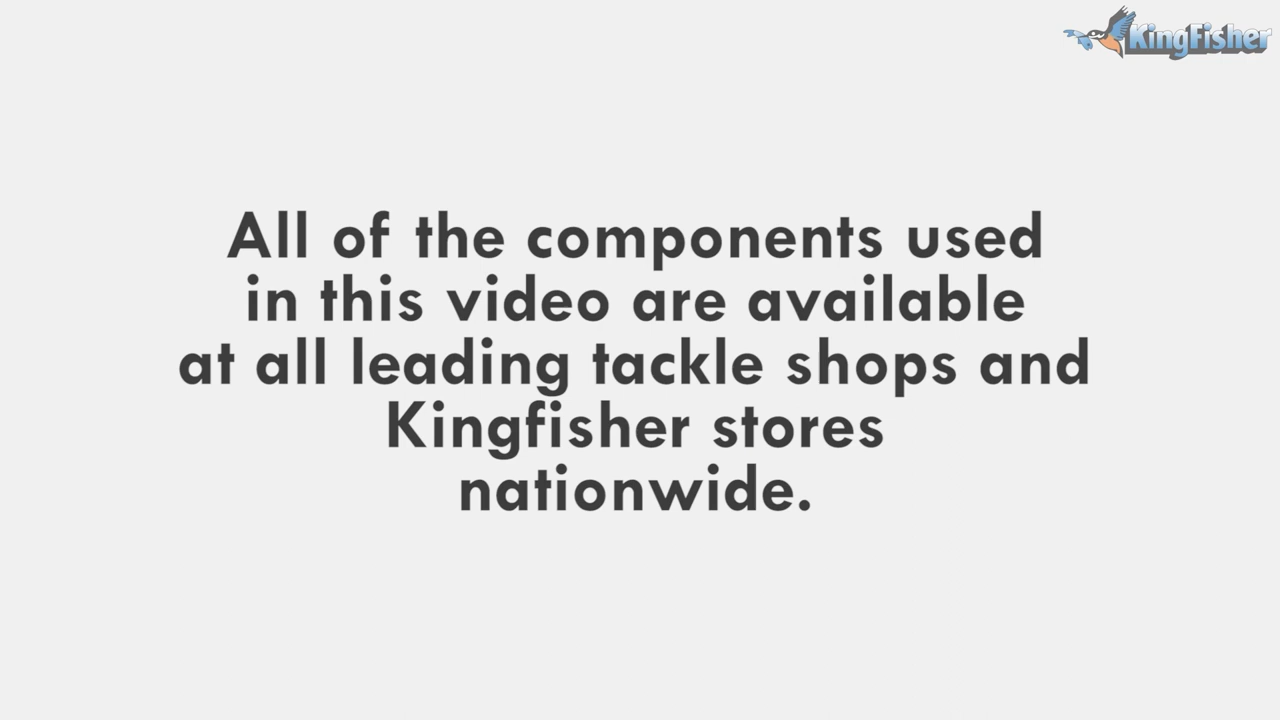 KingFisher
All of the components used
in this video are available
at all leading tackle shops and
Kingfisher stores
nationwide.